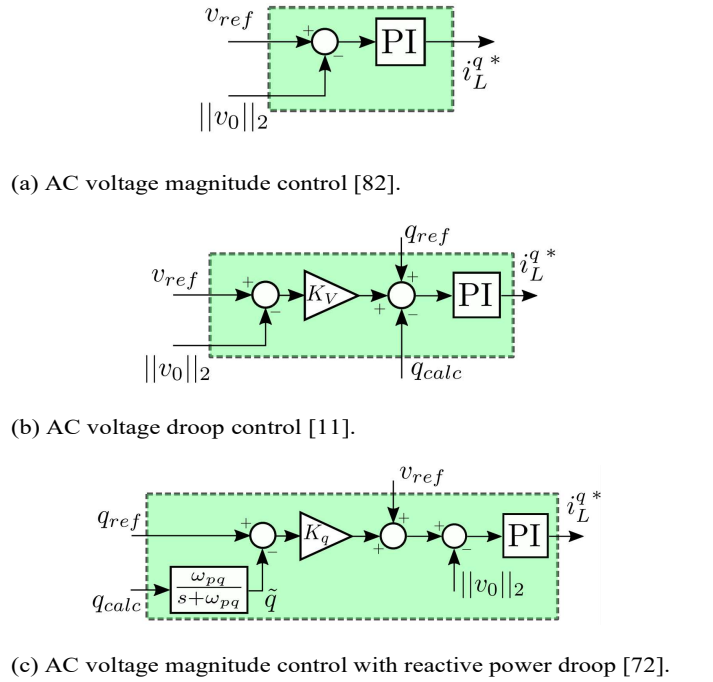 v_ref
+
−
PI
i_L^q *
||v_0||_2
(a) AC voltage magnitude control [82].
q_ref
v_ref
+
−
K_V
+
+
−
PI
i_L^q *
||v_0||_2
q_calc
(b) AC voltage droop control [11].
v_ref
q_ref
+
−
K_q
+
+
+
−
PI
i_L^q *
q_calc
ω_pq
s+ω_pq
q̃
||v_0||_2
(c) AC voltage magnitude control with reactive power droop [72].